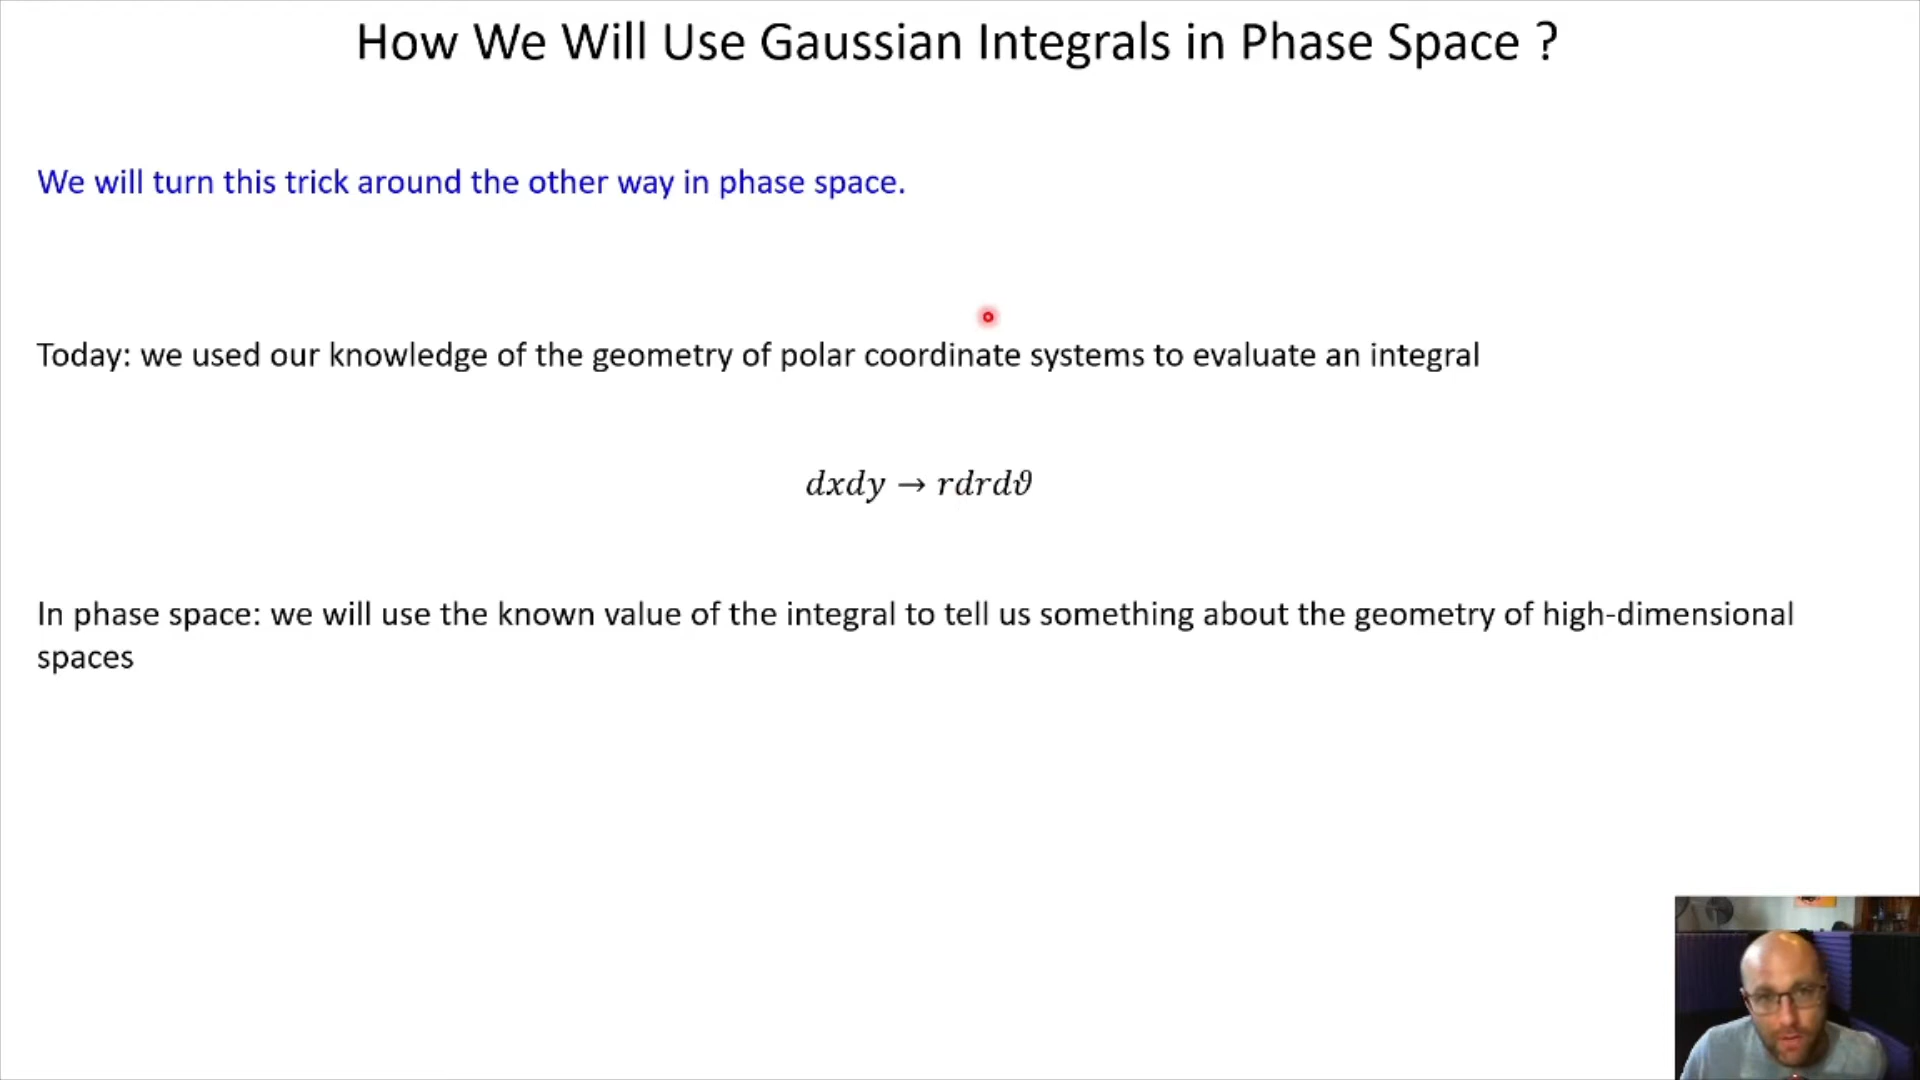 How We Will Use Gaussian Integrals in Phase Space ?
We will turn this trick around the other way in phase space.
Today: we used our knowledge of the geometry of polar coordinate systems to evaluate an integral
dxdy → rdrdϑ
In phase space: we will use the known value of the integral to tell us something about the geometry of high-dimensional
spaces